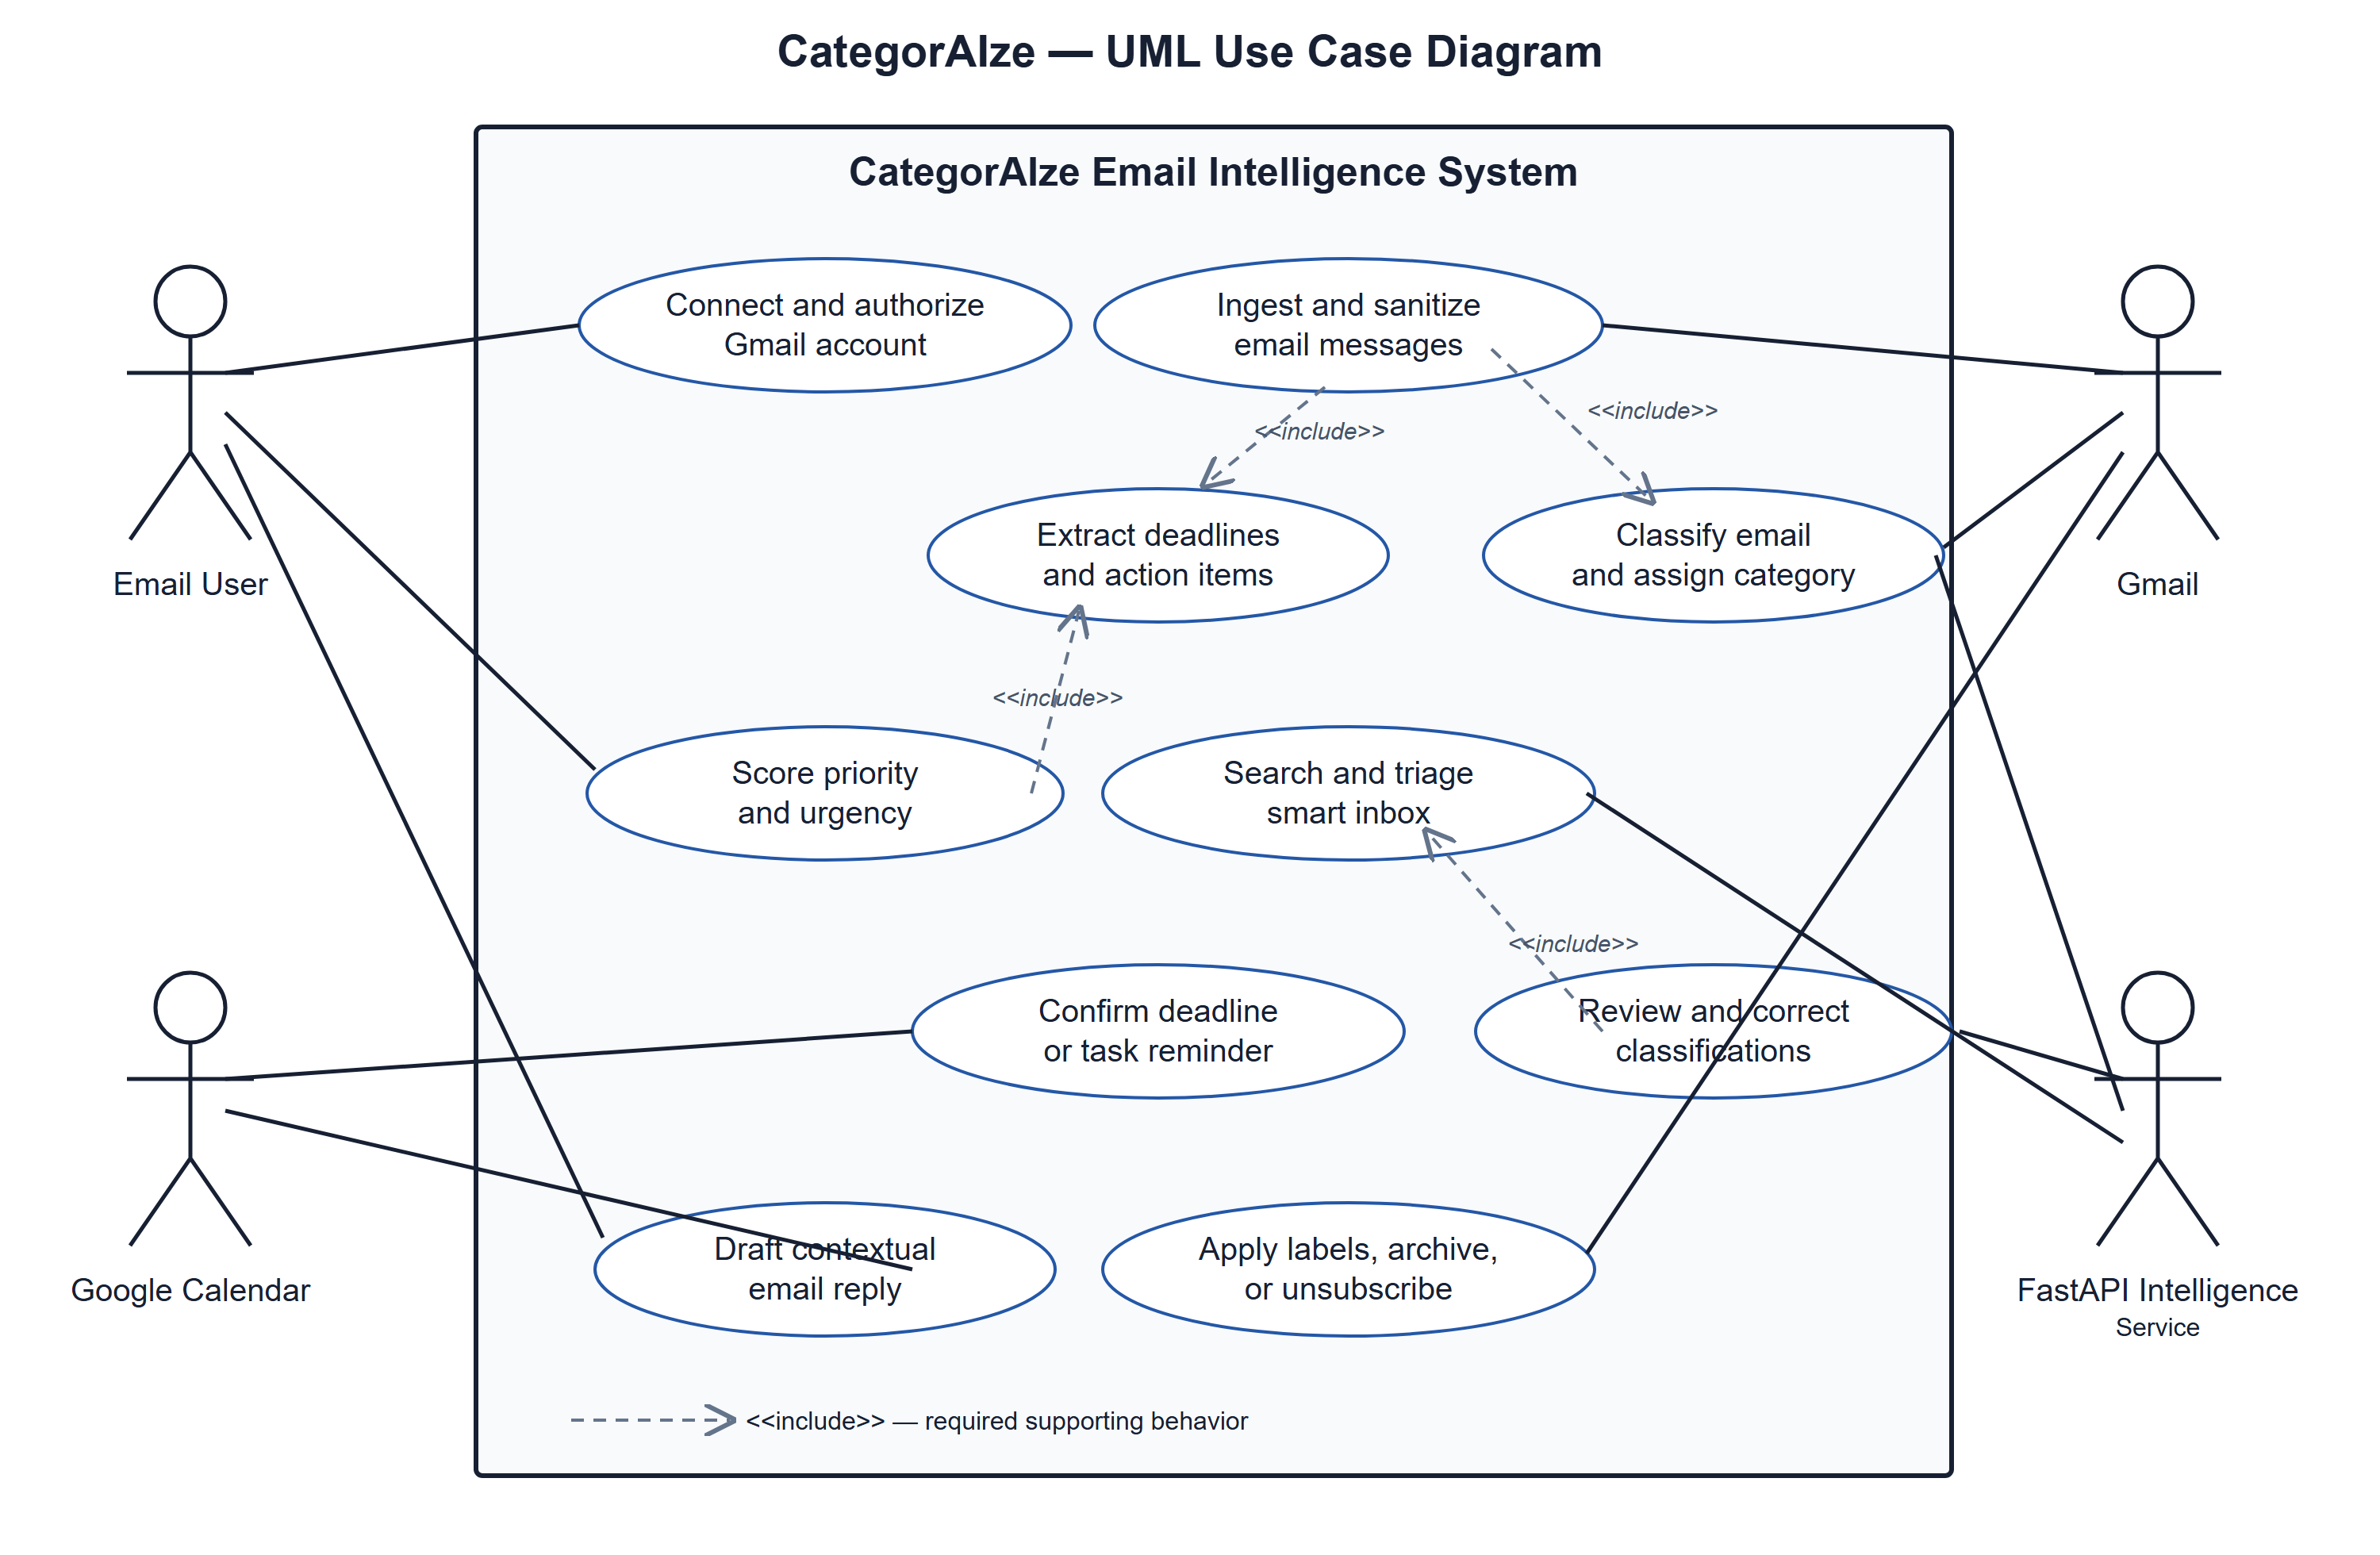 CategorAIze — UML Use Case Diagram
CategorAIze Email Intelligence System
Connect and authorize
Gmail account
Ingest and sanitize
email messages
<<include>>
<<include>>
Extract deadlines
and action items
Classify email
and assign category
Email User
Gmail
<<include>>
Score priority
and urgency
Search and triage
smart inbox
<<include>>
Confirm deadline
or task reminder
Review and correct
classifications
Draft contextual
email reply
Apply labels, archive,
or unsubscribe
Google Calendar
FastAPI Intelligence
Service
<<include>> — required supporting behavior